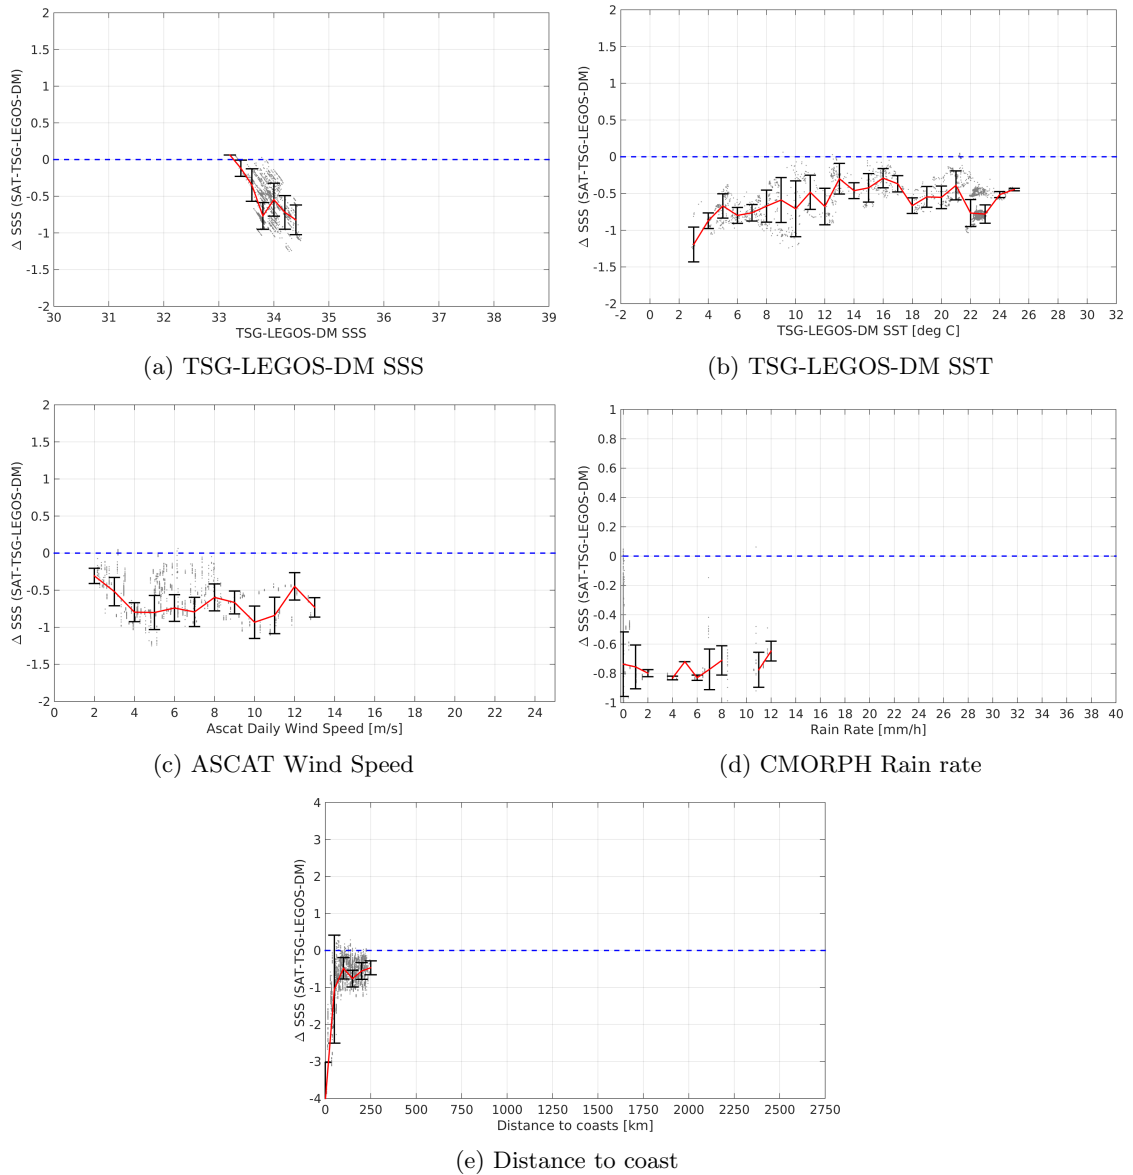 2
1.5
1
0.5
0
-0.5
-1
-1.5
-2
Δ SSS (SAT-TSG-LEGOS-DM)
30 31 32 33 34 35 36 37 38 39
TSG-LEGOS-DM SSS
(a) TSG-LEGOS-DM SSS
2
1.5
1
0.5
0
-0.5
-1
-1.5
-2
Δ SSS (SAT-TSG-LEGOS-DM)
-2 0 2 4 6 8 10 12 14 16 18 20 22 24 26 28 30 32
TSG-LEGOS-DM SST [deg C]
(b) TSG-LEGOS-DM SST
2
1.5
1
0.5
0
-0.5
-1
-1.5
-2
Δ SSS (SAT-TSG-LEGOS-DM)
0 2 4 6 8 10 12 14 16 18 20 22 24
Ascat Daily Wind Speed [m/s]
(c) ASCAT Wind Speed
1
0.8
0.6
0.4
0.2
0
-0.2
-0.4
-0.6
-0.8
-1
Δ SSS (SAT-TSG-LEGOS-DM)
0 2 4 6 8 10 12 14 16 18 20 22 24 26 28 30 32 34 36 38 40
Rain Rate [mm/h]
(d) CMORPH Rain rate
4
3
2
1
0
-1
-2
-3
-4
Δ SSS (SAT-TSG-LEGOS-DM)
0 250 500 750 1000 1250 1500 1750 2000 2250 2500 2750
Distance to coasts [km]
(e) Distance to coast